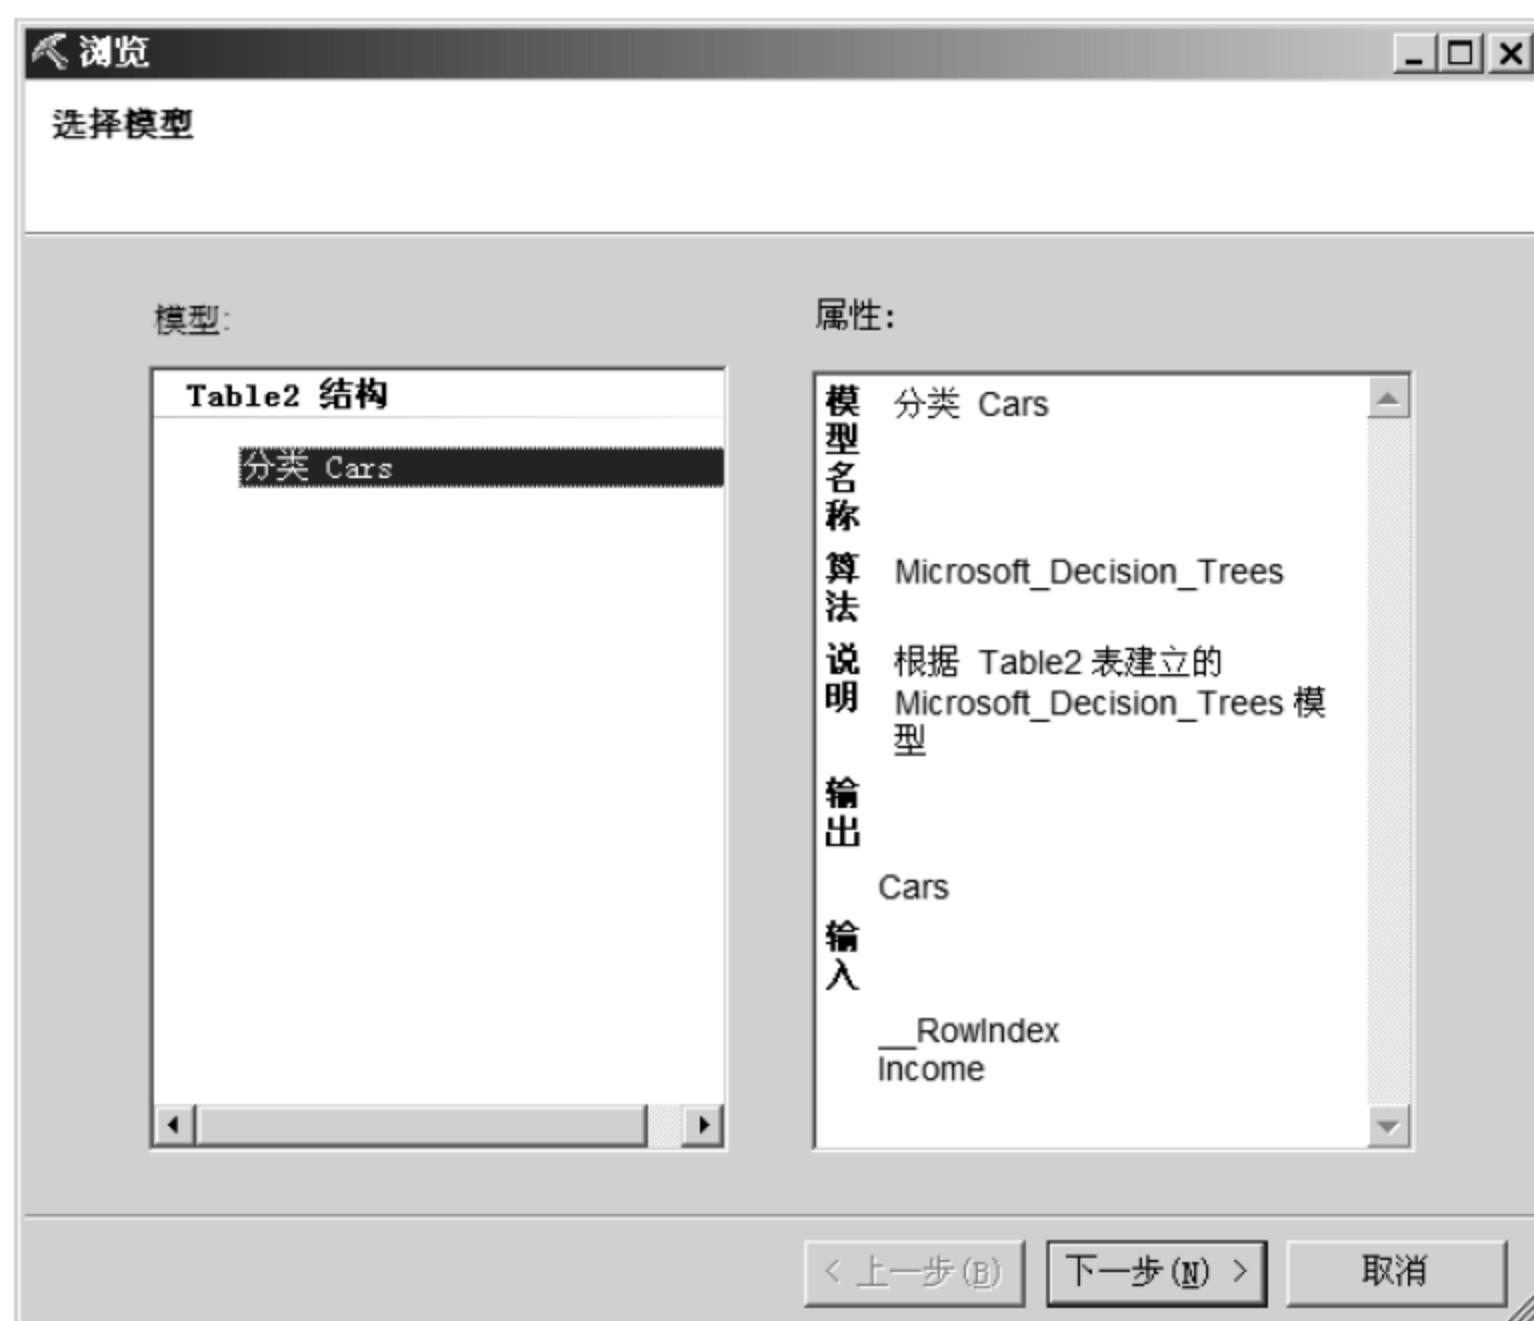 浏览
选择模型
模型:
属性:
Table2 结构
分类 Cars
模型名称 分类 Cars
算法 Microsoft_Decision_Trees
说明 根据 Table2 表建立的
Microsoft_Decision_Trees 模
型
输出
Cars
输入
__RowIndex
Income
< 上一步(B)
下一步(N) >
取消